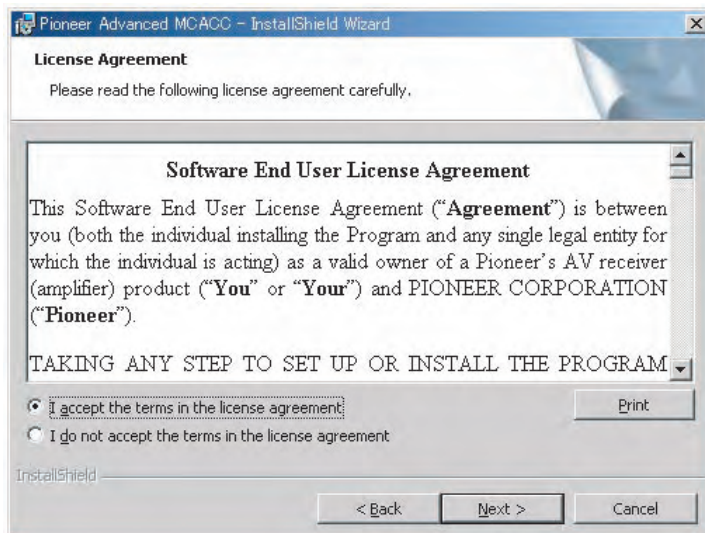 Pioneer Advanced MCACC - InstallShield Wizard
License Agreement
Please read the following license agreement carefully.
Software End User License Agreement
This Software End User License Agreement (“Agreement”) is between
you (both the individual installing the Program and any single legal entity for
which the individual is acting) as a valid owner of a Pioneer’s AV receiver
(amplifier) product (“You” or “Your”) and PIONEER CORPORATION
(“Pioneer”).
TAKING ANY STEP TO SET UP OR INSTALL THE PROGRAM
I accept the terms in the license agreement
Print
I do not accept the terms in the license agreement
InstallShield
< Back
Next >
Cancel